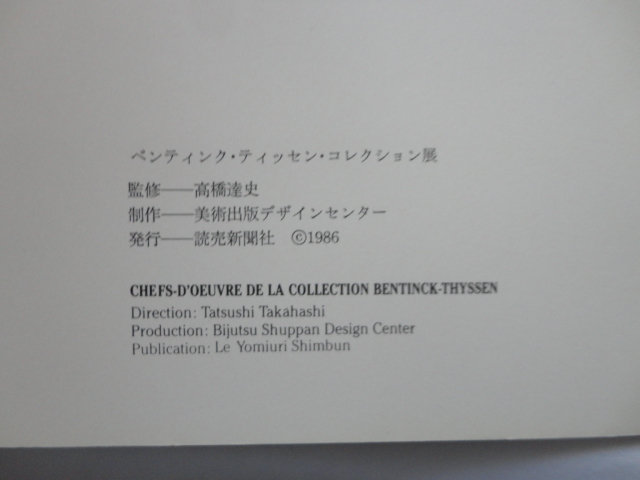 ベンティンク・ティッセン・コレクション展
監修──高橋達史
制作──美術出版デザインセンター
発行──読売新聞社 ©1986
CHEFS-D'OEUVRE DE LA COLLECTION BENTINCK-THYSSEN
Direction: Tatsushi Takahashi
Production: Bijutsu Shuppan Design Center
Publication: Le Yomiuri Shimbun